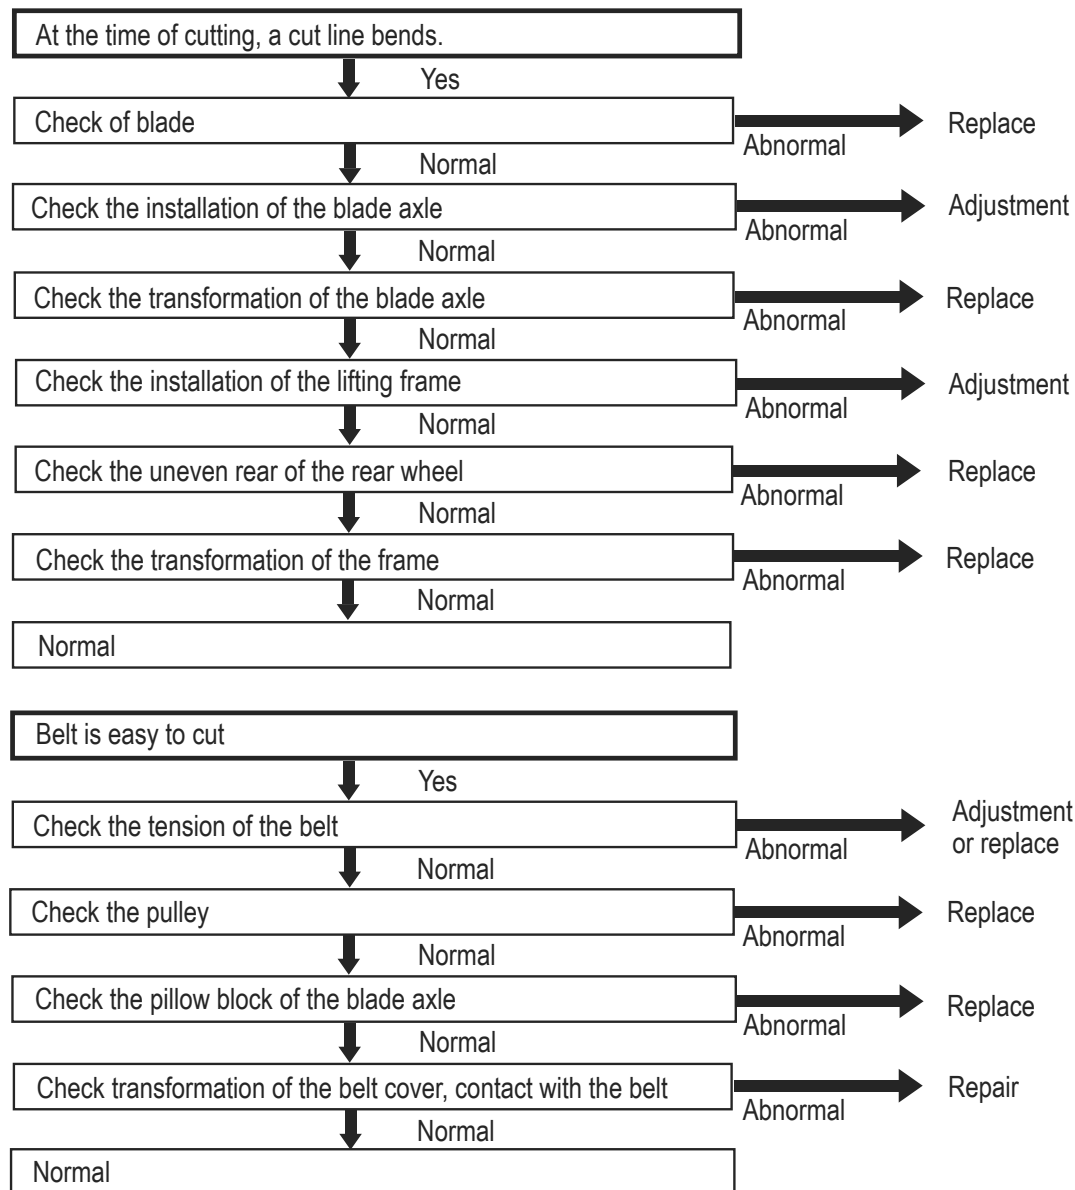 At the time of cutting, a cut line bends.
Yes
Check of blade
Abnormal
Replace
Normal
Check the installation of the blade axle
Abnormal
Adjustment
Normal
Check the transformation of the blade axle
Abnormal
Replace
Normal
Check the installation of the lifting frame
Abnormal
Adjustment
Normal
Check the uneven rear of the rear wheel
Abnormal
Replace
Normal
Check the transformation of the frame
Abnormal
Replace
Normal
Normal
Belt is easy to cut
Yes
Check the tension of the belt
Abnormal
Adjustment
or replace
Normal
Check the pulley
Abnormal
Replace
Normal
Check the pillow block of the blade axle
Abnormal
Replace
Normal
Check transformation of the belt cover, contact with the belt
Abnormal
Repair
Normal
Normal